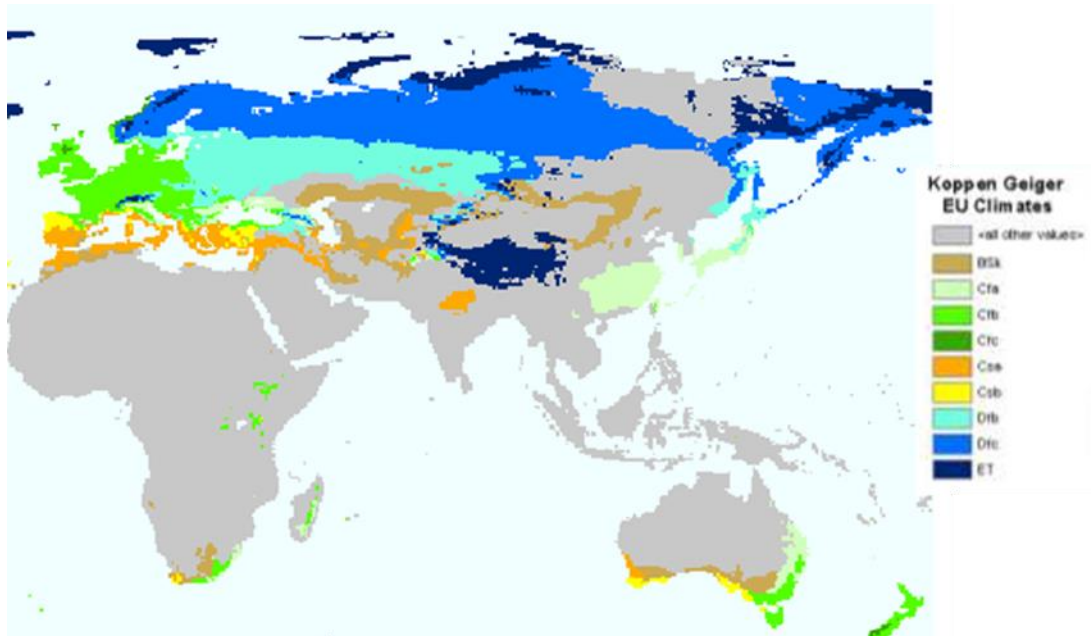 Koppen Geiger
EU Climates
<all other values>
BSk
Cfa
Cfb
Cfc
Csa
Csb
Dfb
Dfc
ET